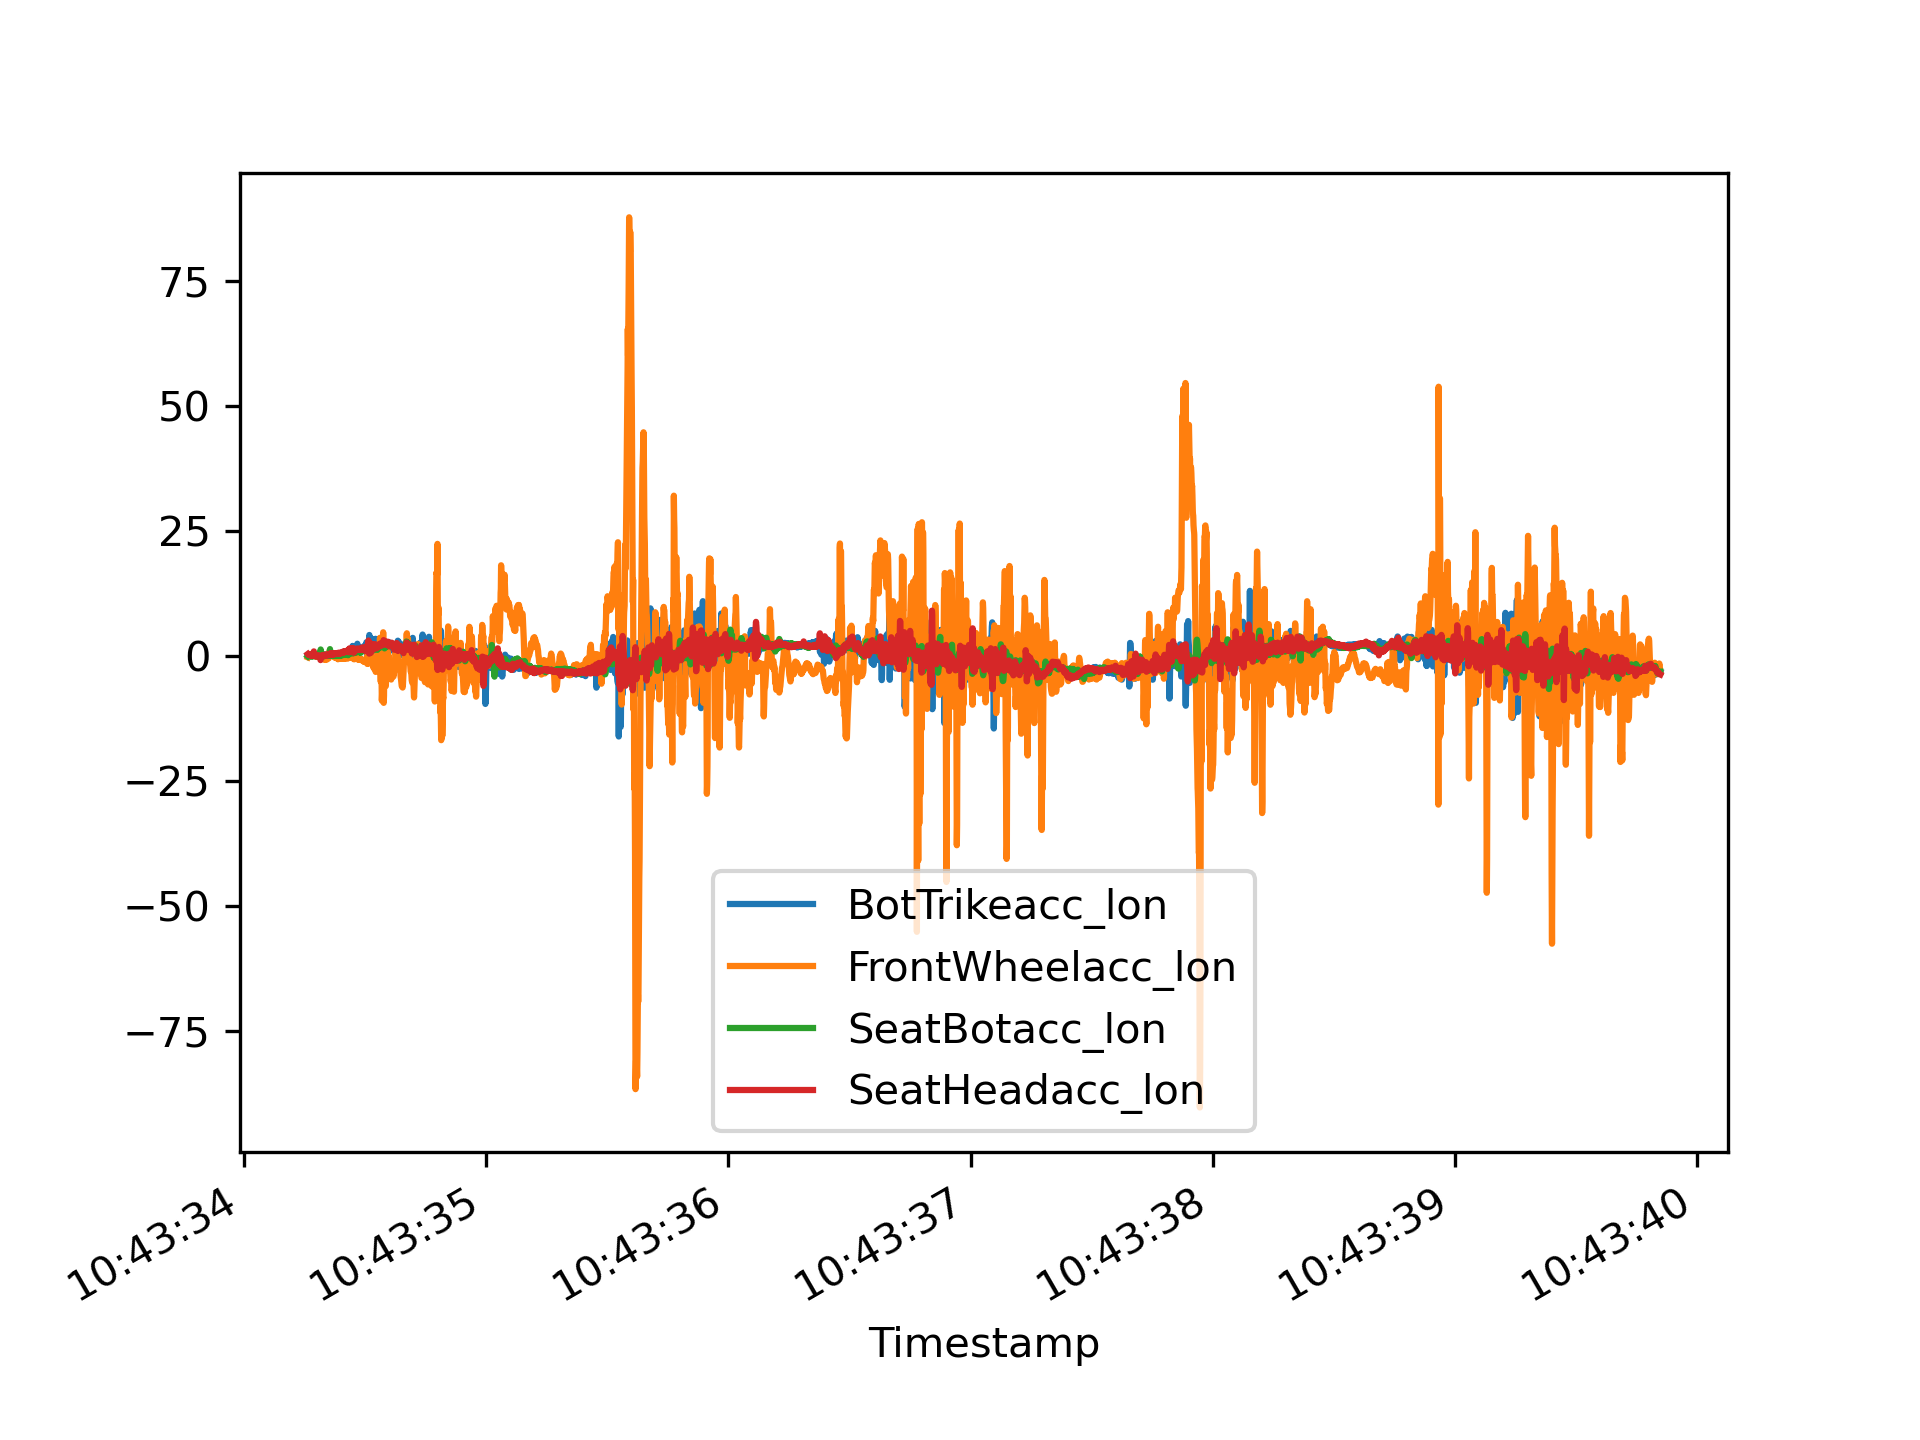 75
50
25
0
−25
−50
−75
BotTrikeacc_lon
FrontWheelacc_lon
SeatBotacc_lon
SeatHeadacc_lon
10:43:34
10:43:35
10:43:36
10:43:37
10:43:38
10:43:39
10:43:40
Timestamp